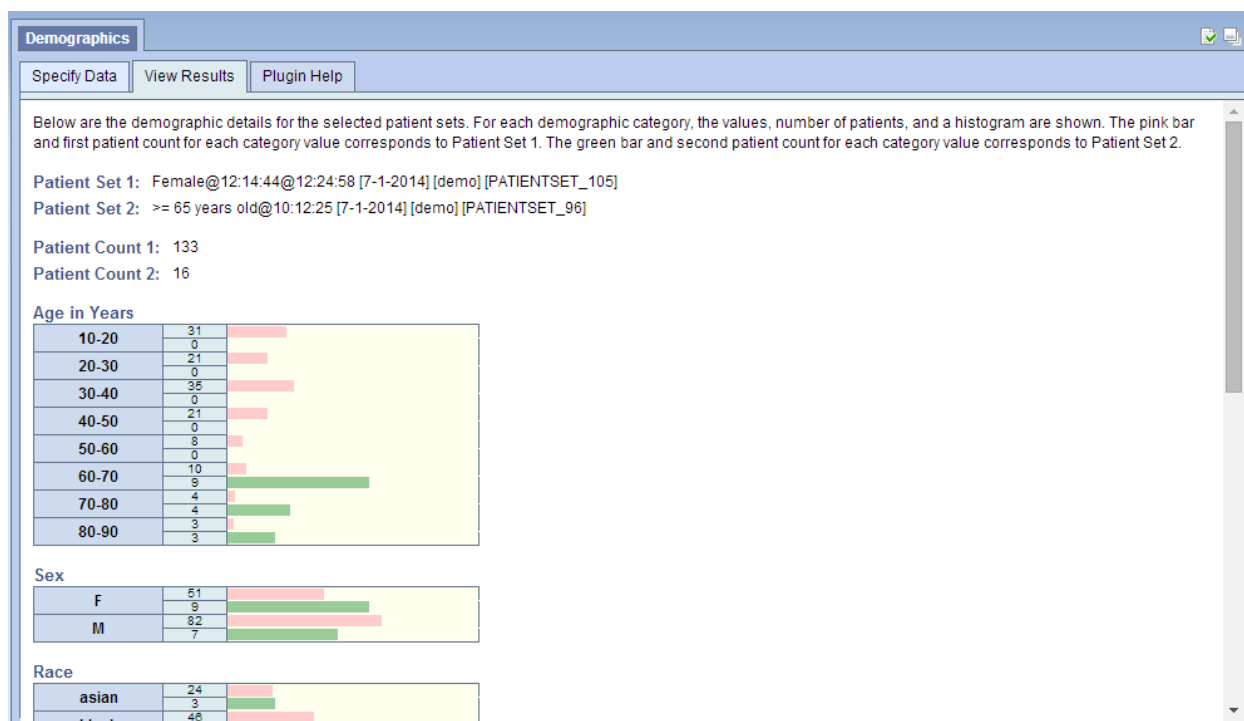 Demographics
Specify Data View Results Plugin Help
Below are the demographic details for the selected patient sets. For each demographic category, the values, number of patients, and a histogram are shown. The pink bar
and first patient count for each category value corresponds to Patient Set 1. The green bar and second patient count for each category value corresponds to Patient Set 2.
Patient Set 1: Female@12:14:44@12:24:58 [7-1-2014] [demo] [PATIENTSET_105]
Patient Set 2: >= 65 years old@10:12:25 [7-1-2014] [demo] [PATIENTSET_96]
Patient Count 1: 133
Patient Count 2: 16
Age in Years
10-20 31
0
20-30 21
0
30-40 35
0
40-50 21
0
50-60 8
0
60-70 10
9
70-80 4
4
80-90 3
3
Sex
F 51
9
M 82
7
Race
asian 24
3
46